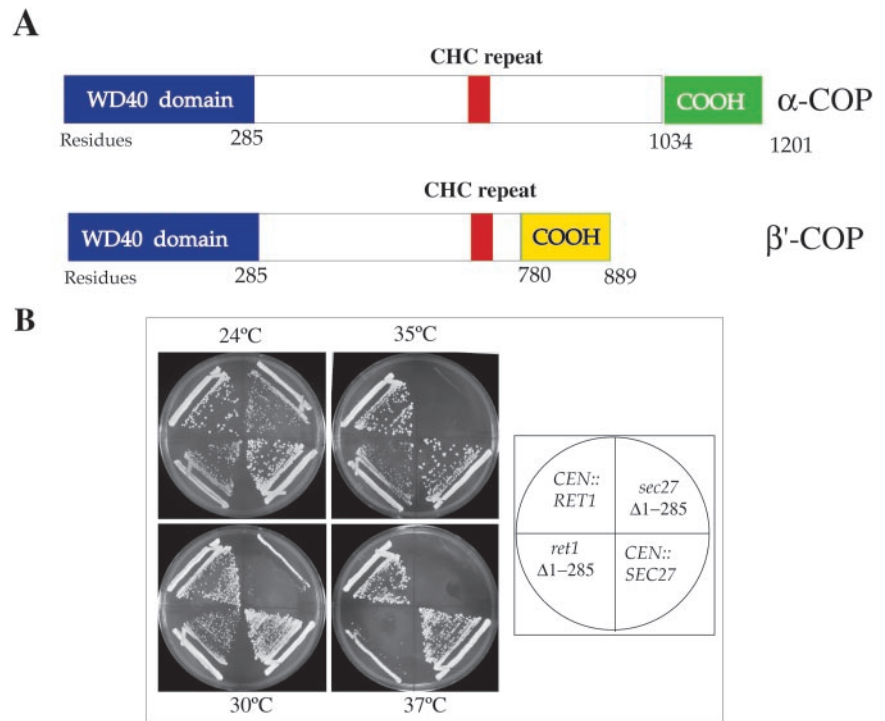 A
CHC repeat
WD40 domain
COOH
α-COP
Residues
285
1034
1201
CHC repeat
WD40 domain
COOH
β'-COP
Residues
285
780
889
B
24ºC
35ºC
CEN::
RET1
sec27
Δ1–285
ret1
Δ1–285
CEN::
SEC27
30ºC
37ºC